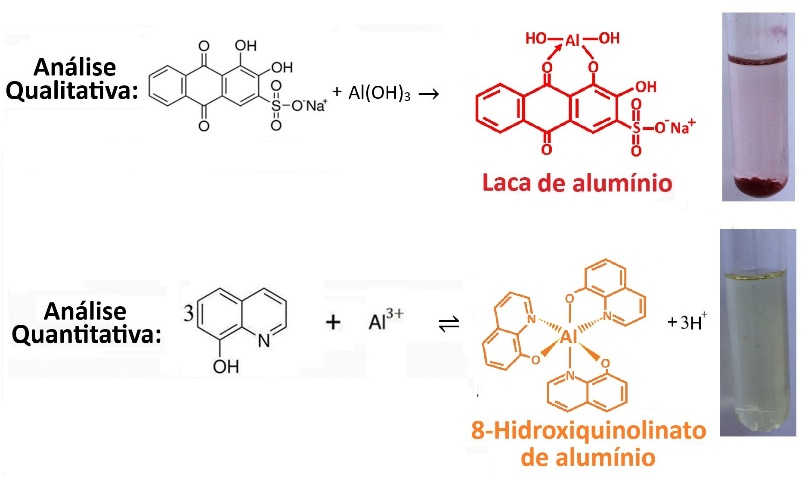 Análise
Qualitativa:
O
OH
OH
O
S
O
O
O⁻Na⁺
+ Al(OH)₃ →
HO—Al—OH
O
O
OH
O
S—O⁻Na⁺
O
O
Laca de alumínio
Análise
Quantitativa:
3
N
OH
+
Al³⁺
⇌
O
N
N
Al
O
N
O
+3H⁺
8-Hidroxiquinolinato
de alumínio